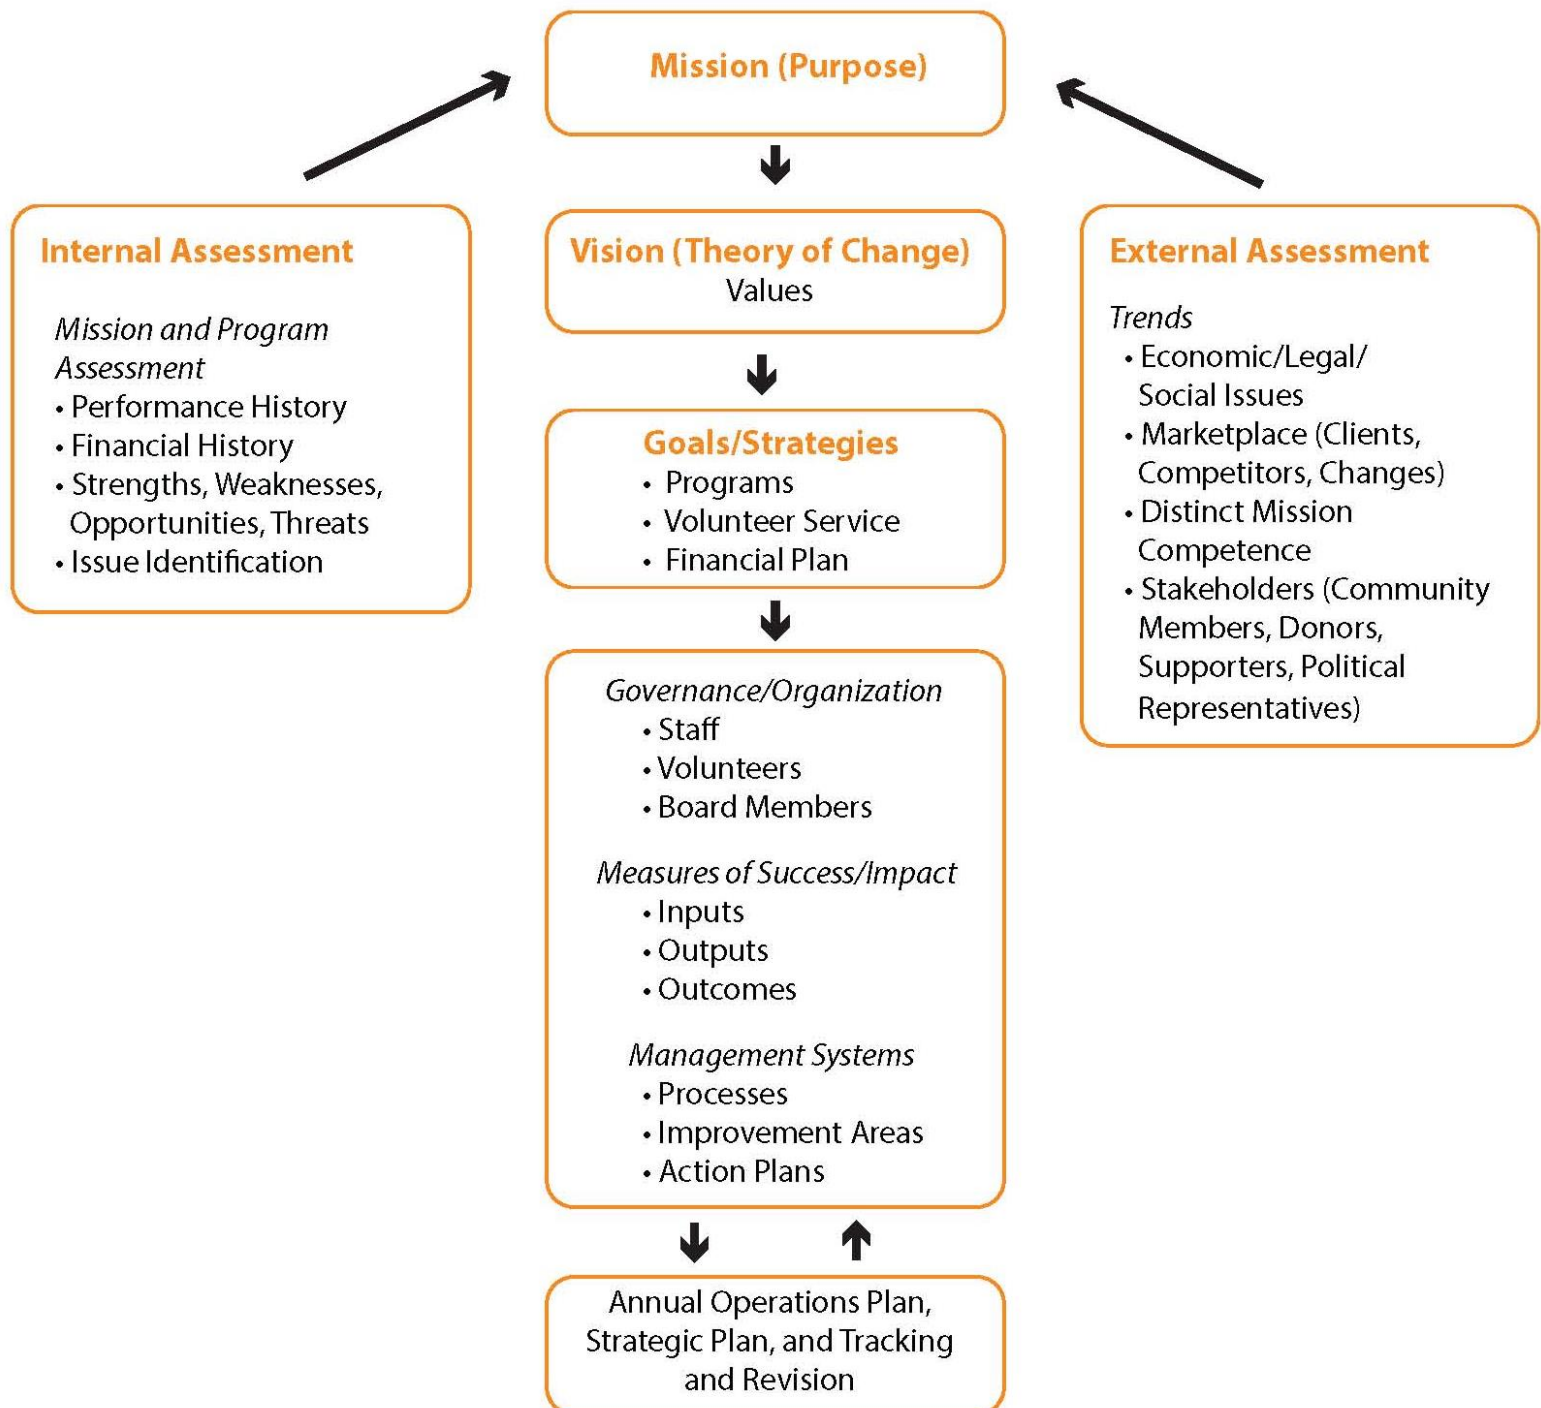 Mission (Purpose)
Internal Assessment
Mission and Program
Assessment
• Performance History
• Financial History
• Strengths, Weaknesses,
Opportunities, Threats
• Issue Identification
Vision (Theory of Change)
Values
Goals/Strategies
• Programs
• Volunteer Service
• Financial Plan
Governance/Organization
• Staff
• Volunteers
• Board Members
Measures of Success/Impact
• Inputs
• Outputs
• Outcomes
Management Systems
• Processes
• Improvement Areas
• Action Plans
Annual Operations Plan,
Strategic Plan, and Tracking
and Revision
External Assessment
Trends
• Economic/Legal/
Social Issues
• Marketplace (Clients,
Competitors, Changes)
• Distinct Mission
Competence
• Stakeholders (Community
Members, Donors,
Supporters, Political
Representatives)